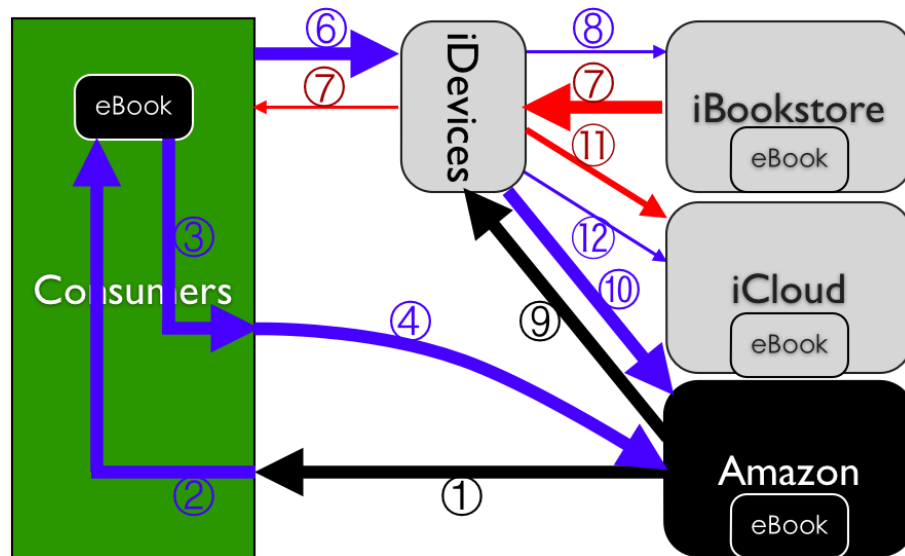 ⑥
iDevices
⑧
eBook
⑦
⑦
iBookstore
⑪
eBook
③
⑫
Consumers
⑩
iCloud
④
⑨
eBook
Amazon
②
①
eBook